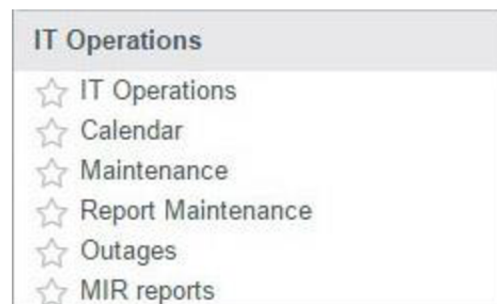 IT Operations
IT Operations
Calendar
Maintenance
Report Maintenance
Outages
MIR reports